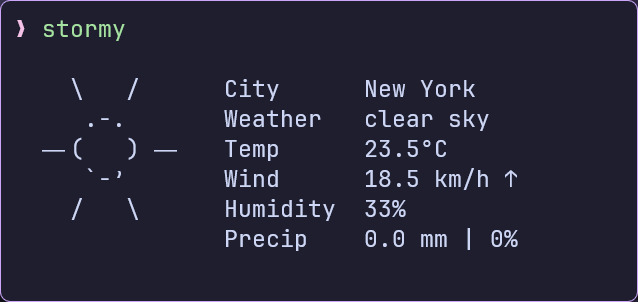 ❱ stormy
\ / City New York
.-. Weather clear sky
― ( ) ― Temp 23.5°C
`-’ Wind 18.5 km/h ↑
/ \ Humidity 33%
Precip 0.0 mm | 0%